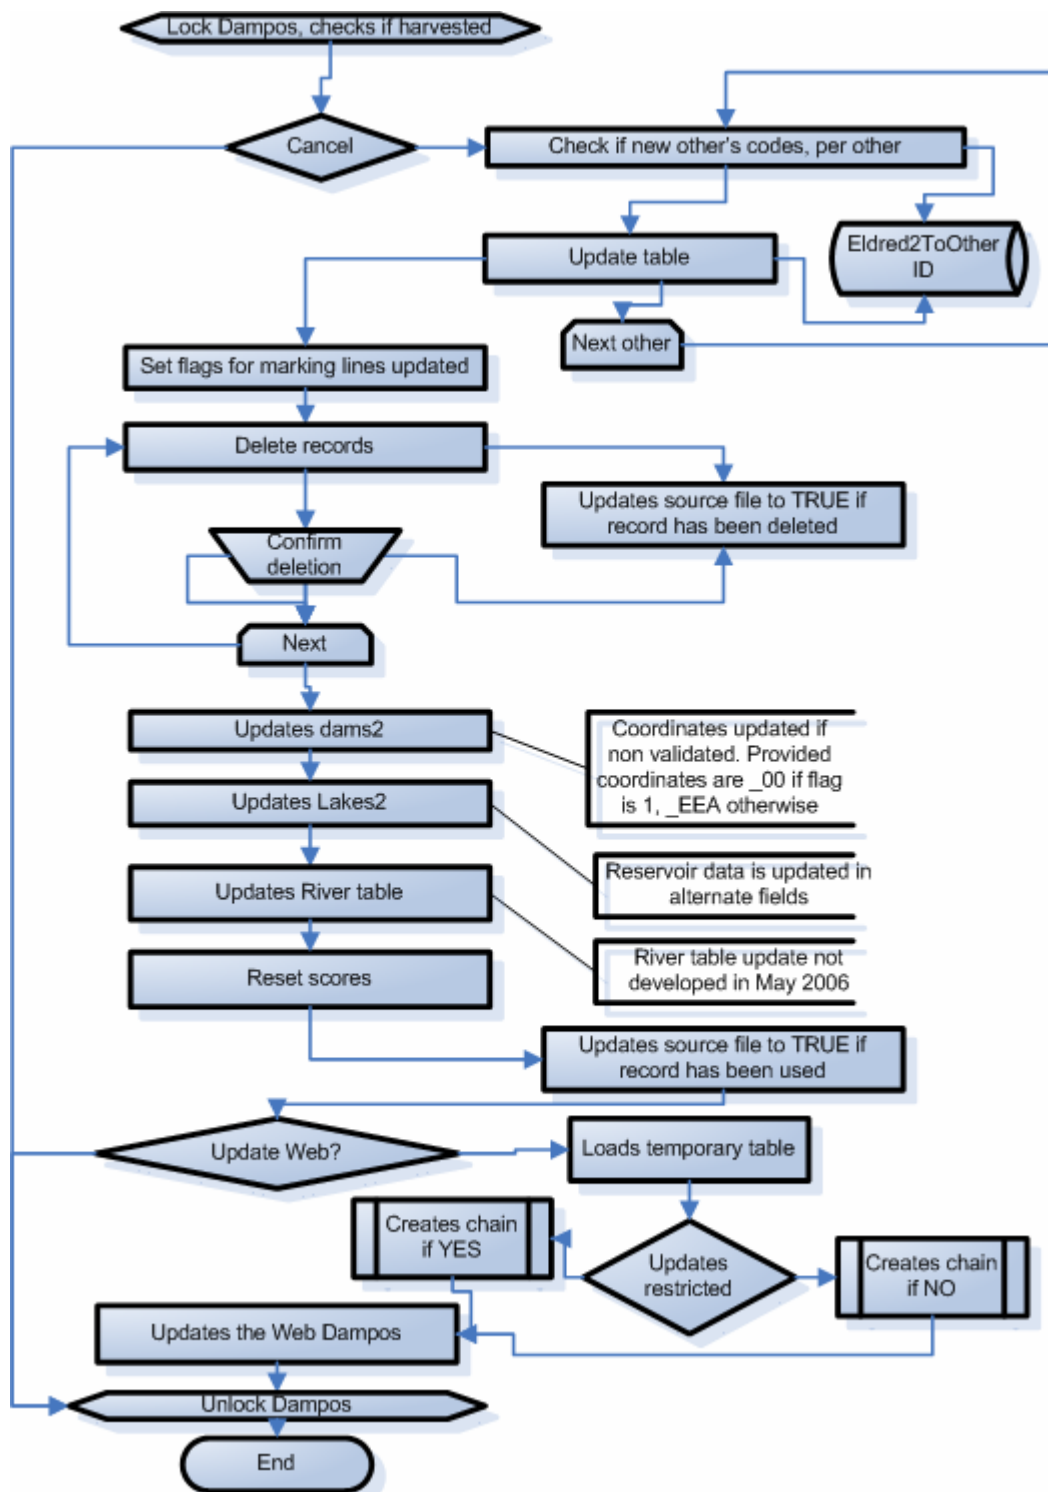 Lock Dampos, checks if harvested
Cancel
Check if new other's codes, per other
Eldred2ToOther
ID
Update table
Next other
Set flags for marking lines updated
Delete records
Updates source file to TRUE if
record has been deleted
Confirm
deletion
Next
Updates dams2
Coordinates updated if
non validated. Provided
coordinates are _00 if flag
is 1, _EEA otherwise
Updates Lakes2
Reservoir data is updated in
alternate fields
Updates River table
River table update not
developed in May 2006
Reset scores
Updates source file to TRUE if
record has been used
Update Web?
Loads temporary table
Creates chain
if YES
Updates
restricted
Creates chain
if NO
Updates the Web Dampos
Unlock Dampos
End